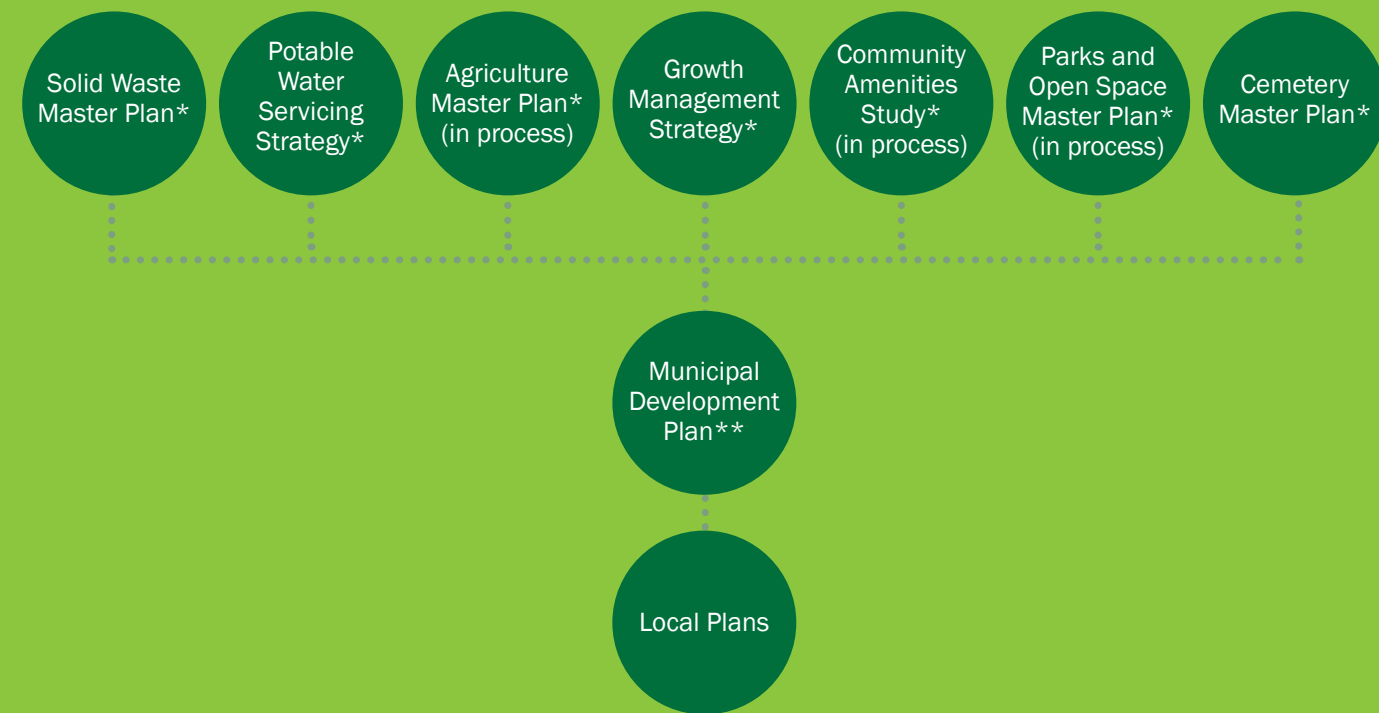 Solid Waste
Master Plan*
Potable
Water
Servicing
Strategy*
Agriculture
Master Plan*
(in process)
Growth
Management
Strategy*
Community
Amenities
Study*
(in process)
Parks and
Open Space
Master Plan*
(in process)
Cemetery
Master Plan*
Municipal
Development
Plan**
Local Plans